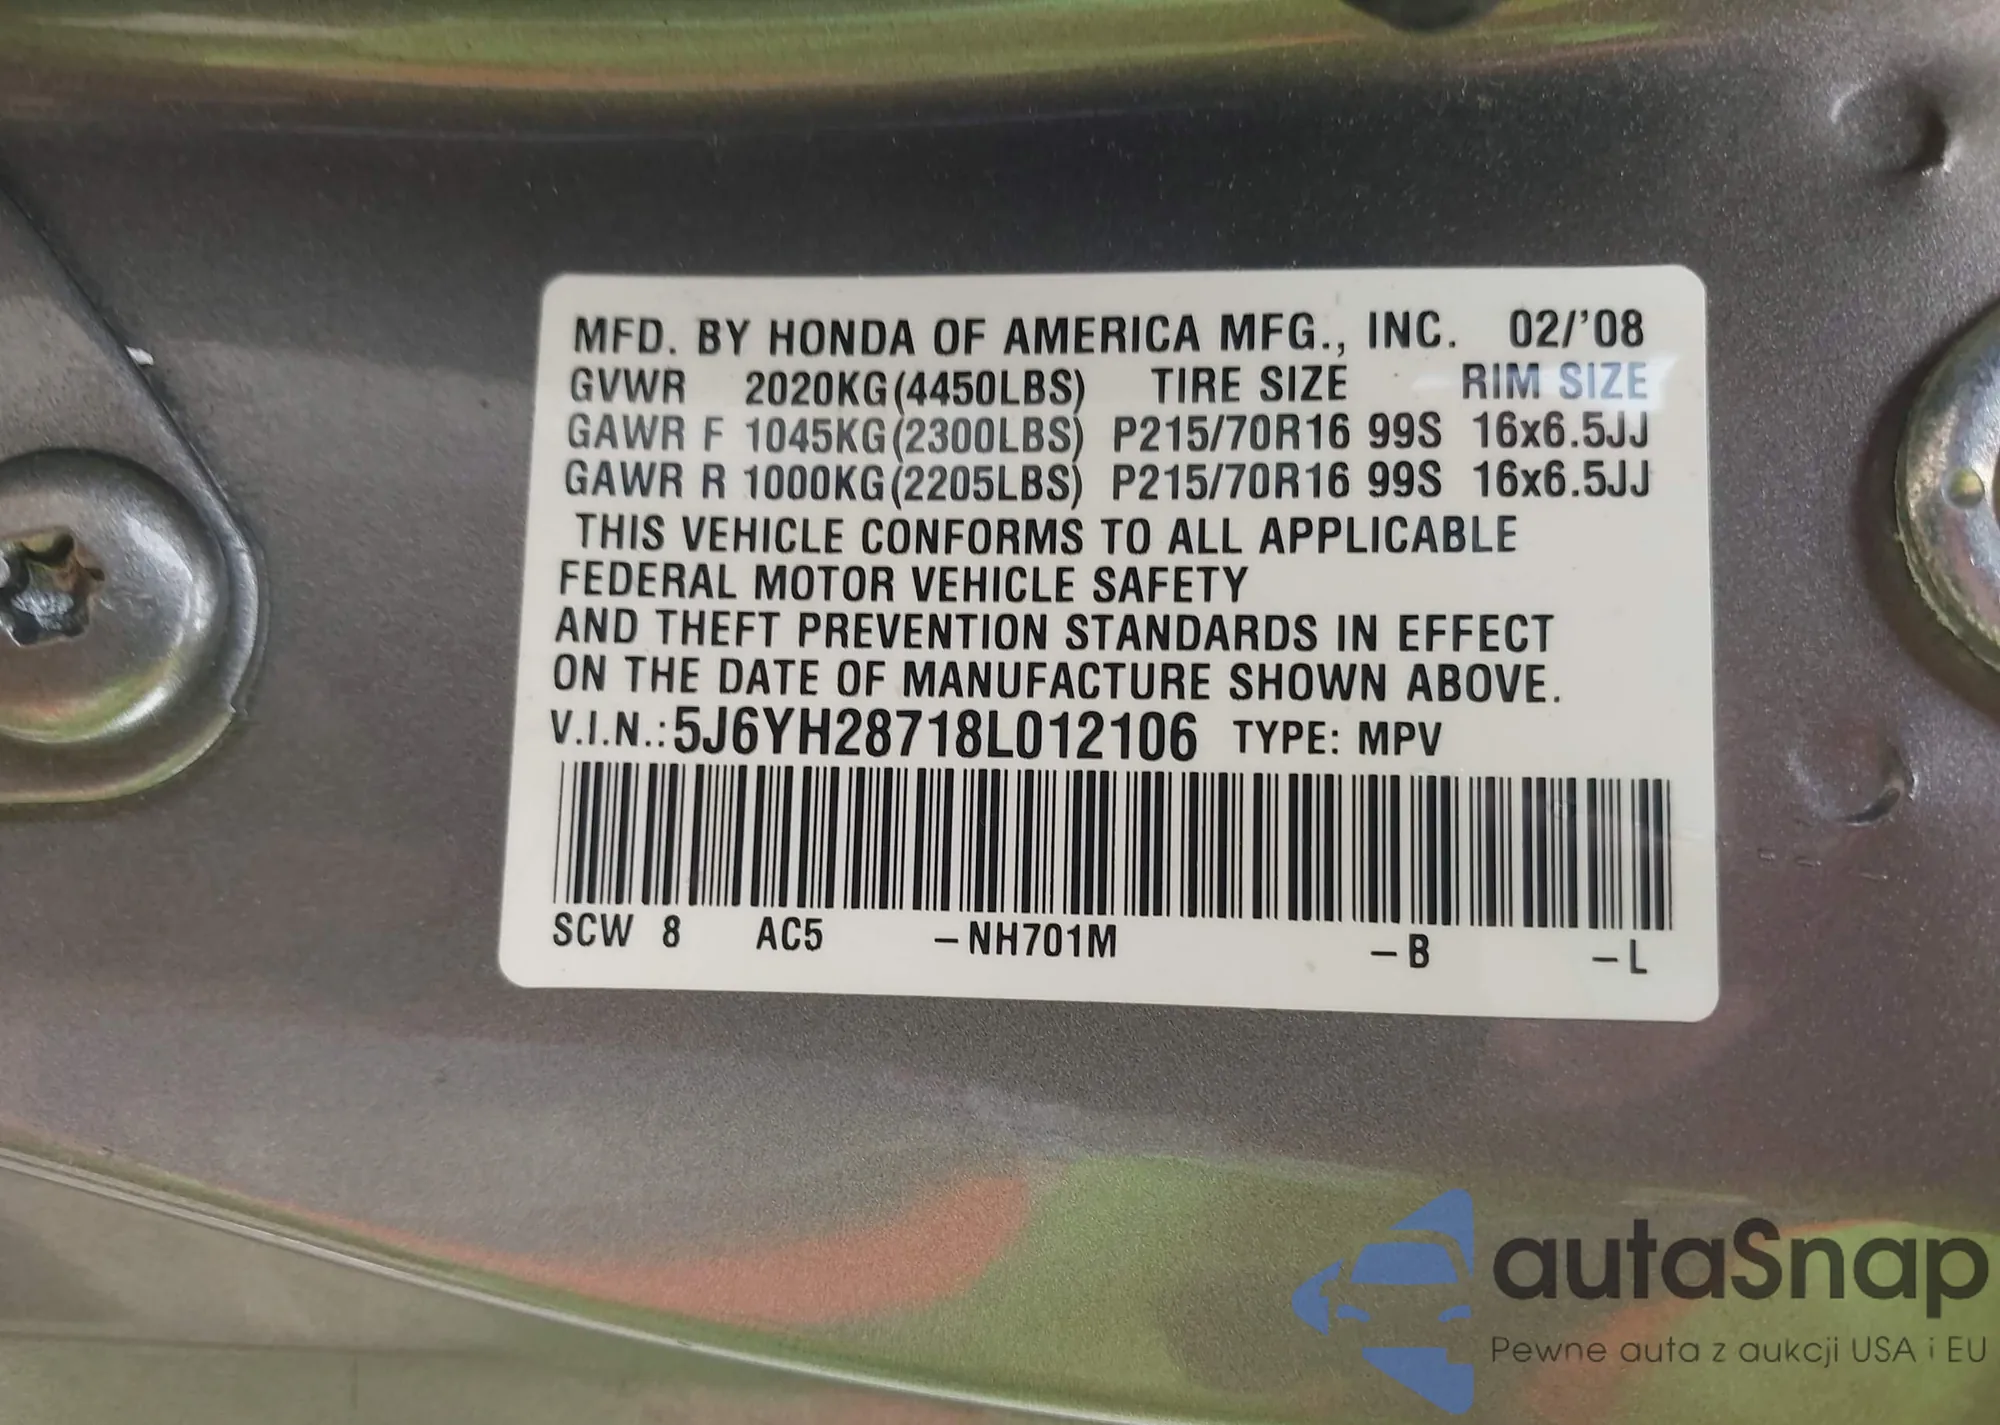 MFD. BY HONDA OF AMERICA MFG., INC. 02/'08
GVWR 2020KG(4450LBS) TIRE SIZE RIM SIZE
GAWR F 1045KG(2300LBS) P215/70R16 99S 16x6.5JJ
GAWR R 1000KG(2205LBS) P215/70R16 99S 16x6.5JJ
THIS VEHICLE CONFORMS TO ALL APPLICABLE
FEDERAL MOTOR VEHICLE SAFETY
AND THEFT PREVENTION STANDARDS IN EFFECT
ON THE DATE OF MANUFACTURE SHOWN ABOVE.
V.I.N.: 5J6YH28718L012106 TYPE: MPV
SCW 8 AC5 –NH701M –B –L
autaSnap
Pewne auta z aukcji USA i EU